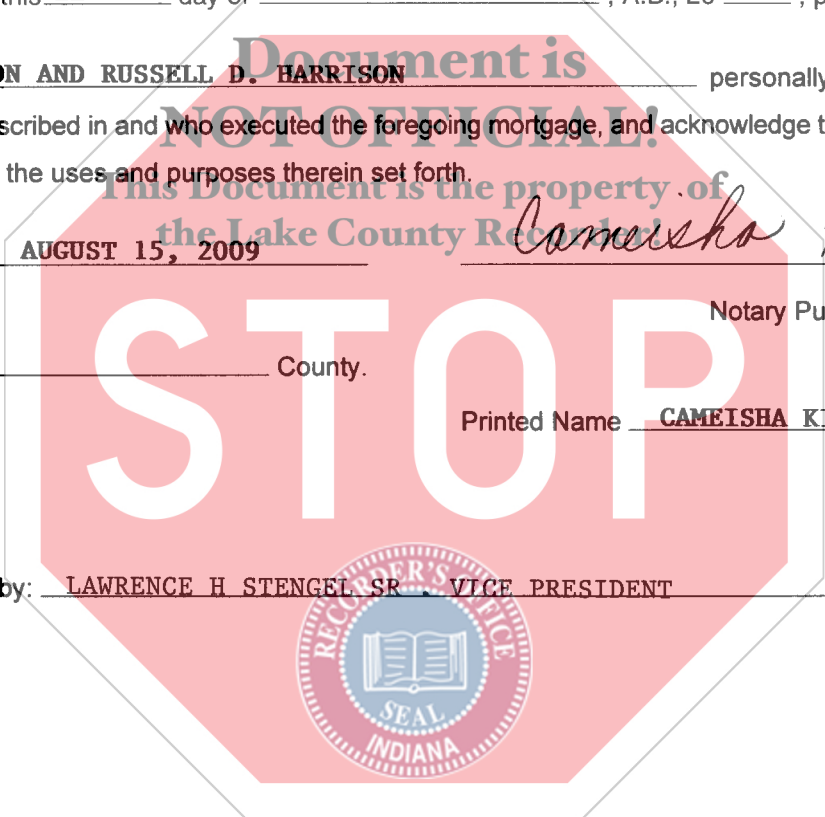 this day of , A.D., 20 , p
Document is
N AND RUSSELL D. HARRISON personally
NOT OFFICIAL!
scribed in and who executed the foregoing mortgage, and acknowledge t
the uses and purposes therein set forth.
This Document is the property of
the Lake County Recorder!
AUGUST 15, 2009 Cameisha
Notary Pu
STOP
County.
Printed Name CAMEISHA K
by: LAWRENCE H STENGEL SR , VICE PRESIDENT
RECORDER'S OFFICE
SEAL
INDIANA